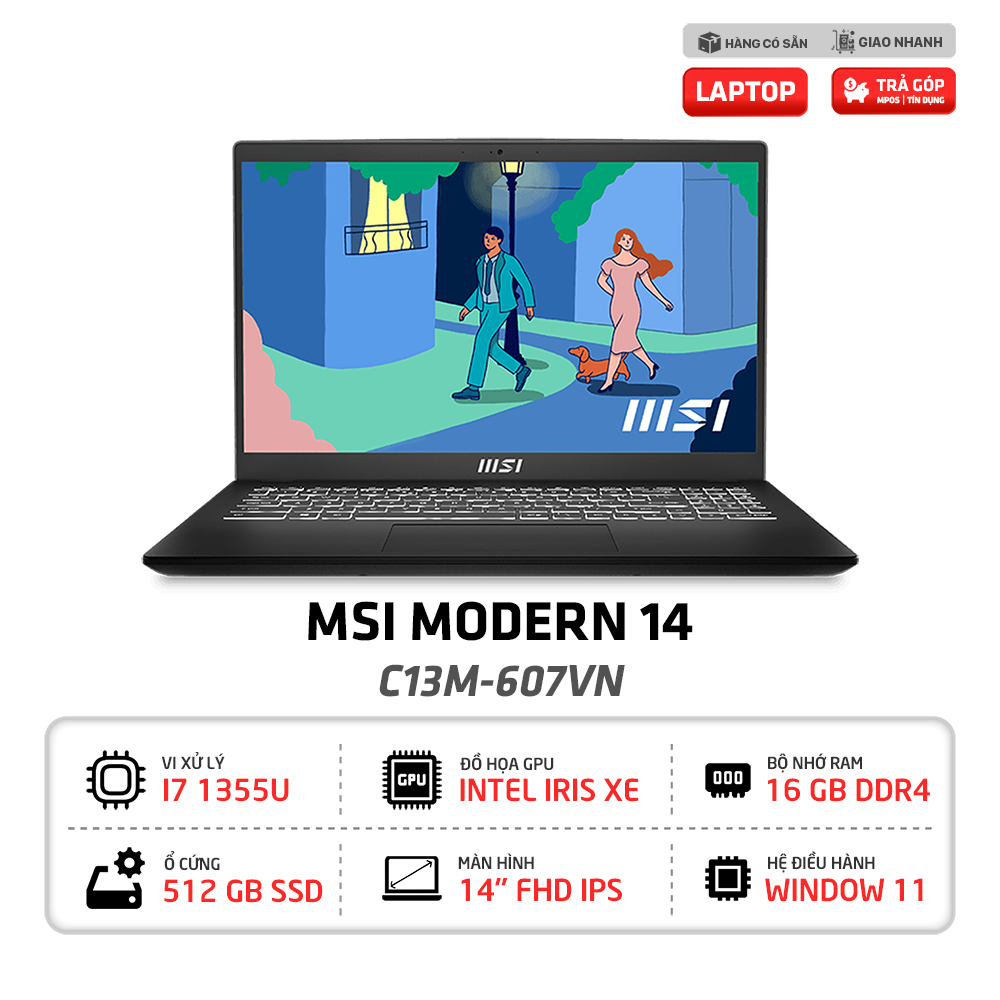 HÀNG CÓ SẴN
GIAO NHANH
LAPTOP
TRẢ GÓP
MPOS | TÍN DỤNG
msi
msi
MSI MODERN 14
C13M-607VN
VI XỬ LÝ
I7 1355U
GPU
ĐỒ HỌA GPU
INTEL IRIS XE
BỘ NHỚ RAM
16 GB DDR4
Ổ CỨNG
512 GB SSD
MÀN HÌNH
14” FHD IPS
HỆ ĐIỀU HÀNH
WINDOW 11